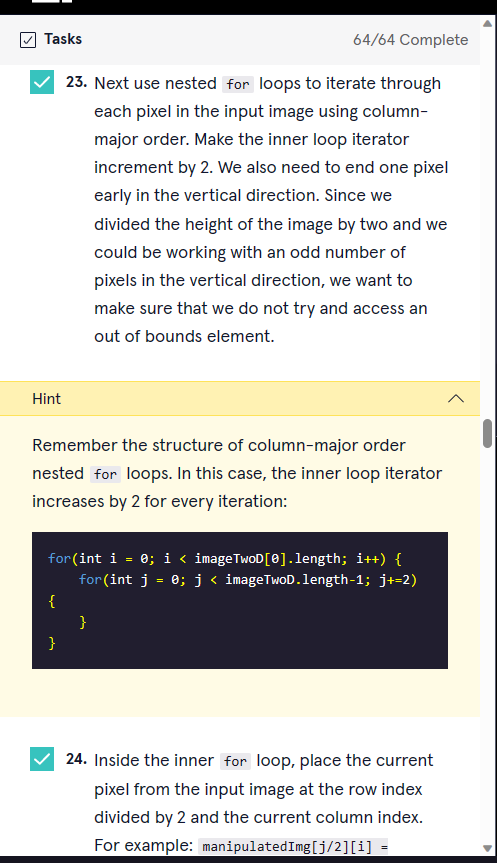 Tasks
64/64 Complete
23. Next use nested for loops to iterate through
each pixel in the input image using column-
major order. Make the inner loop iterator
increment by 2. We also need to end one pixel
early in the vertical direction. Since we
divided the height of the image by two and we
could be working with an odd number of
pixels in the vertical direction, we want to
make sure that we do not try and access an
out of bounds element.
Hint
Remember the structure of column-major order
nested for loops. In this case, the inner loop iterator
increases by 2 for every iteration:
for(int i = 0; i < imageTwoD[0].length; i++) {
    for(int j = 0; j < imageTwoD.length-1; j+=2)
{
    }
}
24. Inside the inner for loop, place the current
pixel from the input image at the row index
divided by 2 and the current column index.
For example: manipulatedImg[j/2][i] =